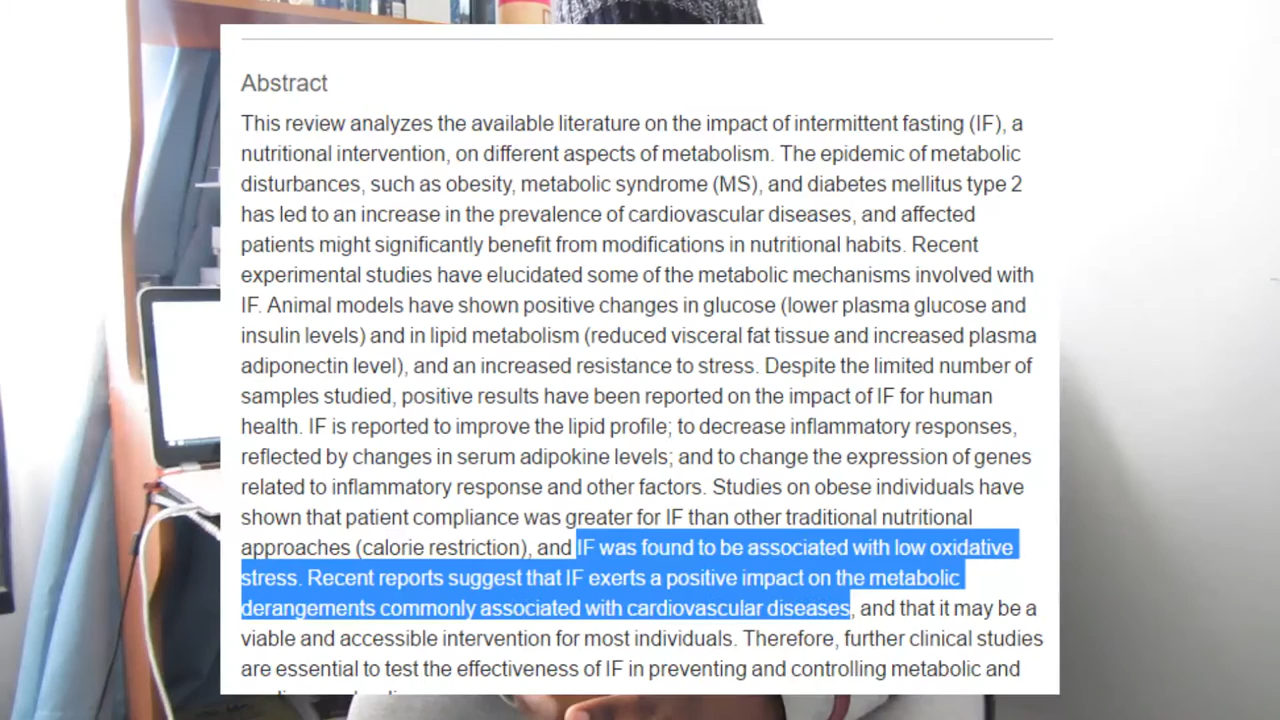 Abstract
This review analyzes the available literature on the impact of intermittent fasting (IF), a
nutritional intervention, on different aspects of metabolism. The epidemic of metabolic
disturbances, such as obesity, metabolic syndrome (MS), and diabetes mellitus type 2
has led to an increase in the prevalence of cardiovascular diseases, and affected
patients might significantly benefit from modifications in nutritional habits. Recent
experimental studies have elucidated some of the metabolic mechanisms involved with
IF. Animal models have shown positive changes in glucose (lower plasma glucose and
insulin levels) and in lipid metabolism (reduced visceral fat tissue and increased plasma
adiponectin level), and an increased resistance to stress. Despite the limited number of
samples studied, positive results have been reported on the impact of IF for human
health. IF is reported to improve the lipid profile; to decrease inflammatory responses,
reflected by changes in serum adipokine levels; and to change the expression of genes
related to inflammatory response and other factors. Studies on obese individuals have
shown that patient compliance was greater for IF than other traditional nutritional
approaches (calorie restriction), and IF was found to be associated with low oxidative
stress. Recent reports suggest that IF exerts a positive impact on the metabolic
derangements commonly associated with cardiovascular diseases, and that it may be a
viable and accessible intervention for most individuals. Therefore, further clinical studies
are essential to test the effectiveness of IF in preventing and controlling metabolic and